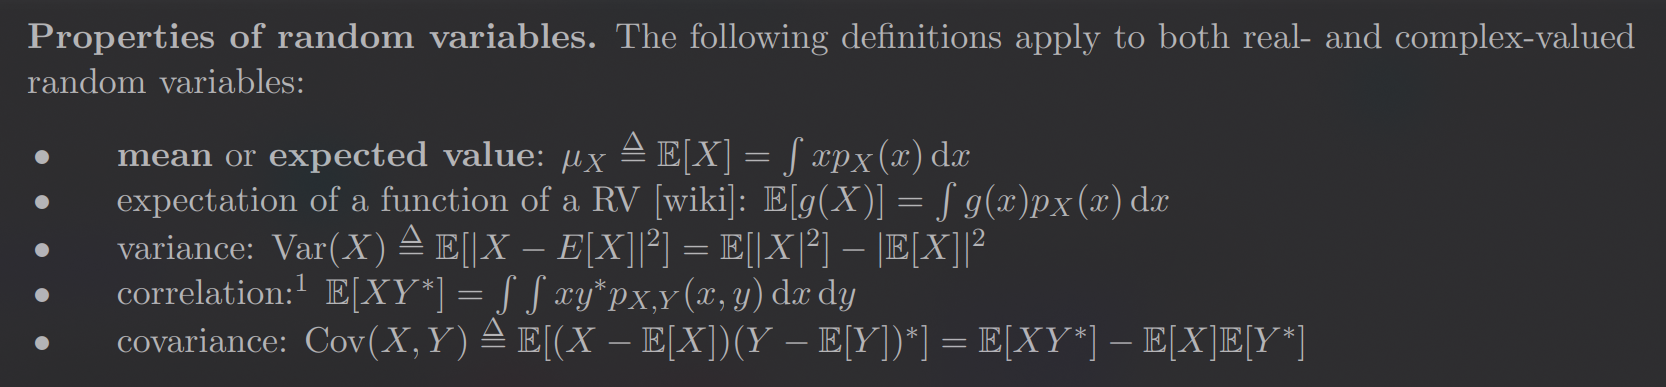 Properties of random variables. The following definitions apply to both real- and complex-valued
random variables:
• mean or expected value: μ_X ≜ 𝔼[X] = ∫ xp_X(x) dx
• expectation of a function of a RV [wiki]: 𝔼[g(X)] = ∫ g(x)p_X(x) dx
• variance: Var(X) ≜ 𝔼[|X − E[X]|²] = 𝔼[|X|²] − |𝔼[X]|²
• correlation:¹ 𝔼[XY*] = ∫ ∫ xy*p_{X,Y}(x, y) dx dy
• covariance: Cov(X, Y) ≜ 𝔼[(X − 𝔼[X])(Y − 𝔼[Y])*] = 𝔼[XY*] − 𝔼[X]𝔼[Y*]